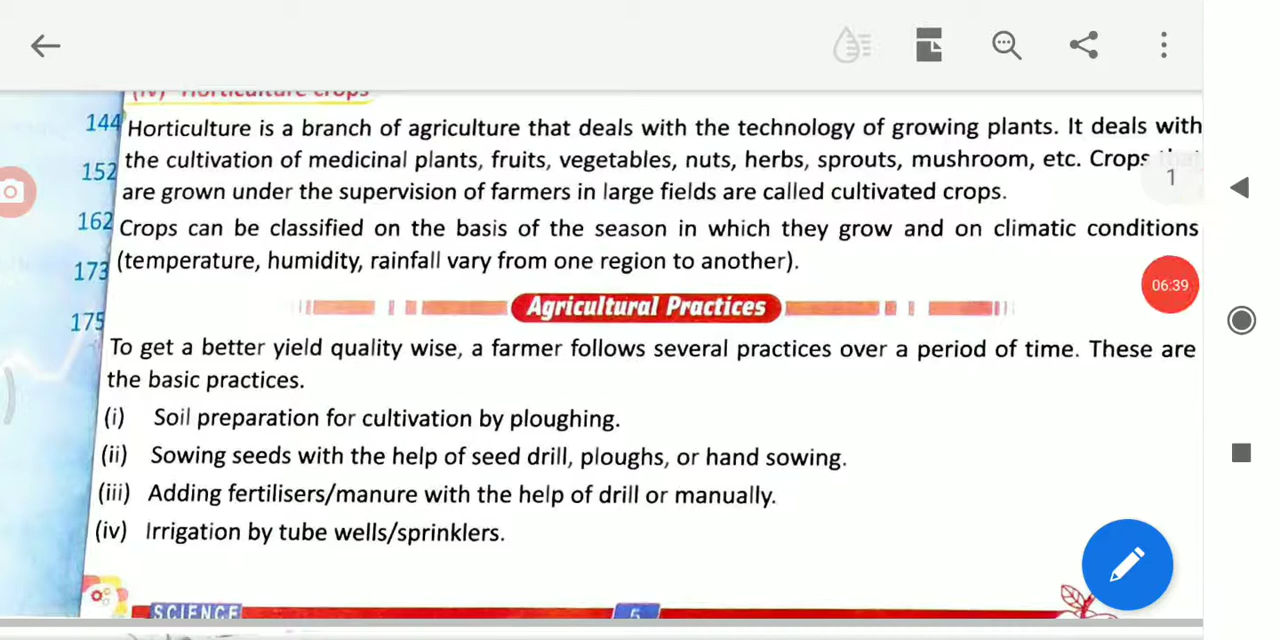 (iv) Horticulture crops
144
Horticulture is a branch of agriculture that deals with the technology of growing plants. It deals with
152
the cultivation of medicinal plants, fruits, vegetables, nuts, herbs, sprouts, mushroom, etc. Crops that
1
are grown under the supervision of farmers in large fields are called cultivated crops.
162
Crops can be classified on the basis of the season in which they grow and on climatic conditions
173
(temperature, humidity, rainfall vary from one region to another).
06:39
Agricultural Practices
175
To get a better yield quality wise, a farmer follows several practices over a period of time. These are
the basic practices.
(i) Soil preparation for cultivation by ploughing.
(ii) Sowing seeds with the help of seed drill, ploughs, or hand sowing.
(iii) Adding fertilisers/manure with the help of drill or manually.
(iv) Irrigation by tube wells/sprinklers.
SCIENCE 5